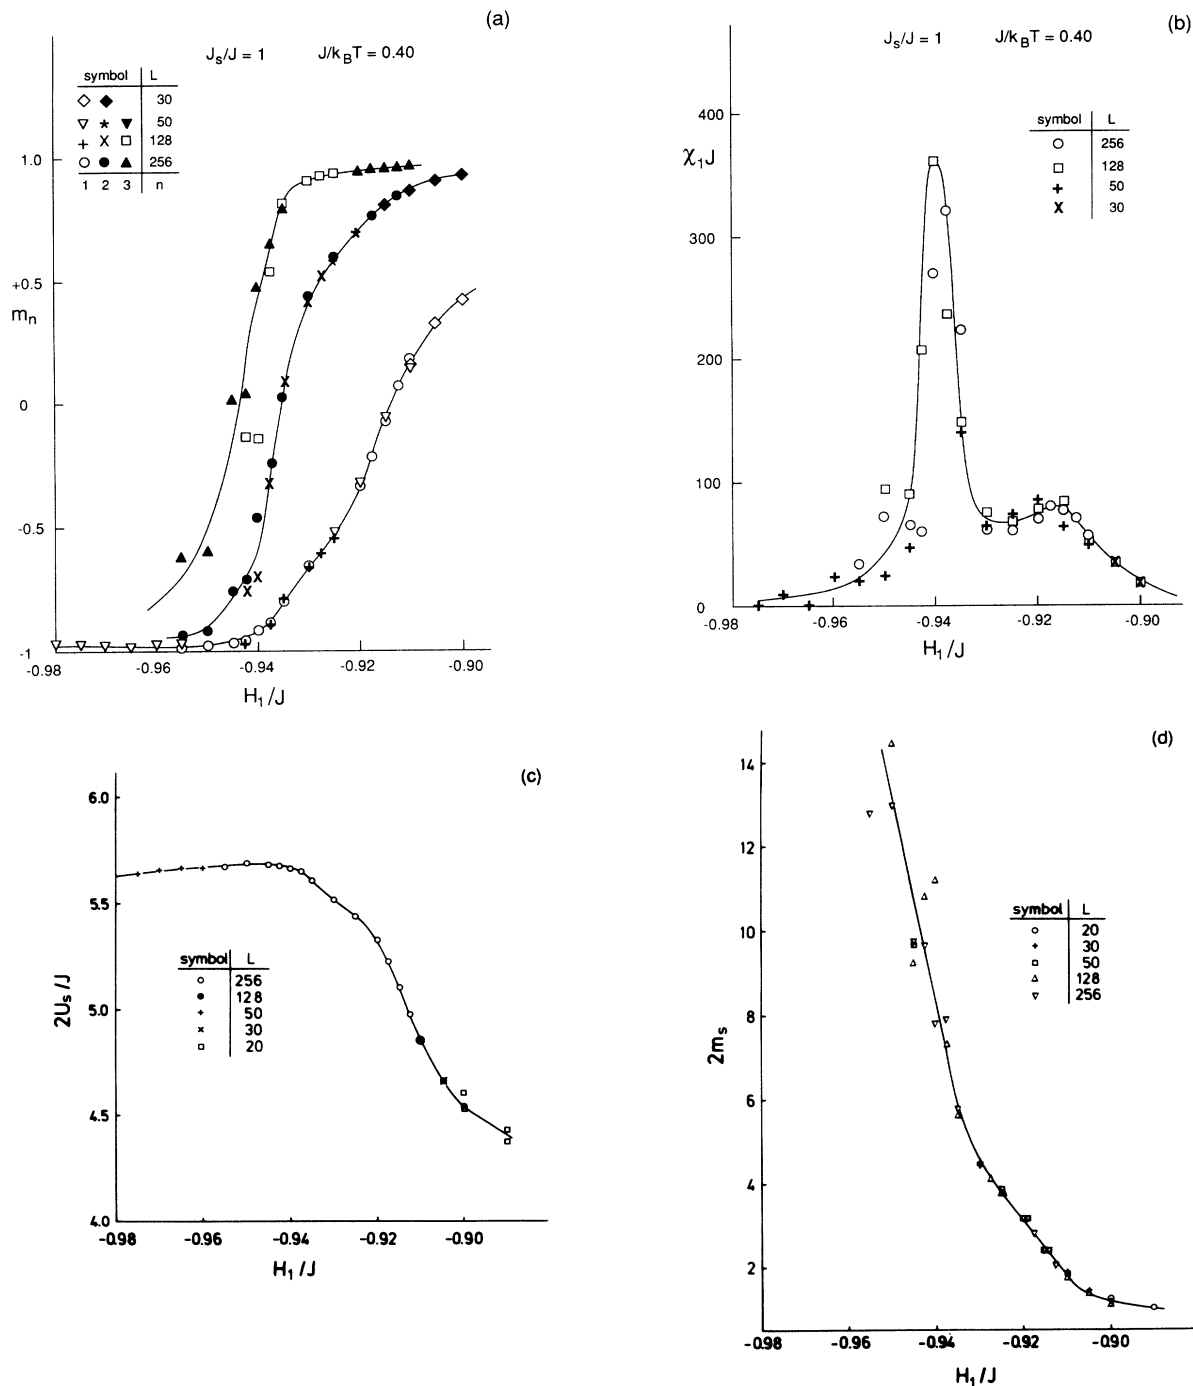 (a)
J_s/J = 1 J/k_BT = 0.40
symbol L
◇ ◆ 30
▽ * ▼ 50
+ X □ 128
○ ● ▲ 256
1 2 3 n
1.0
+0.5
m_n
0
-0.5
-1
-0.98 -0.96 -0.94 -0.92 -0.90
H_1/J
(b)
J_s/J = 1 J/k_BT = 0.40
symbol L
○ 256
□ 128
+ 50
X 30
400
χ_1J
300
200
100
0
-0.98 -0.96 -0.94 -0.92 -0.90
H_1/J
(c)
6.0
5.5
5.0
4.5
4.0
2U_s/J
symbol L
○ 256
● 128
+ 50
× 30
□ 20
-0.98 -0.96 -0.94 -0.92 -0.90
H_1/J
(d)
14
12
10
8
6
4
2
2m_s
symbol L
○ 20
+ 30
□ 50
△ 128
▽ 256
-0.98 -0.96 -0.94 -0.92 -0.90
H_1/J